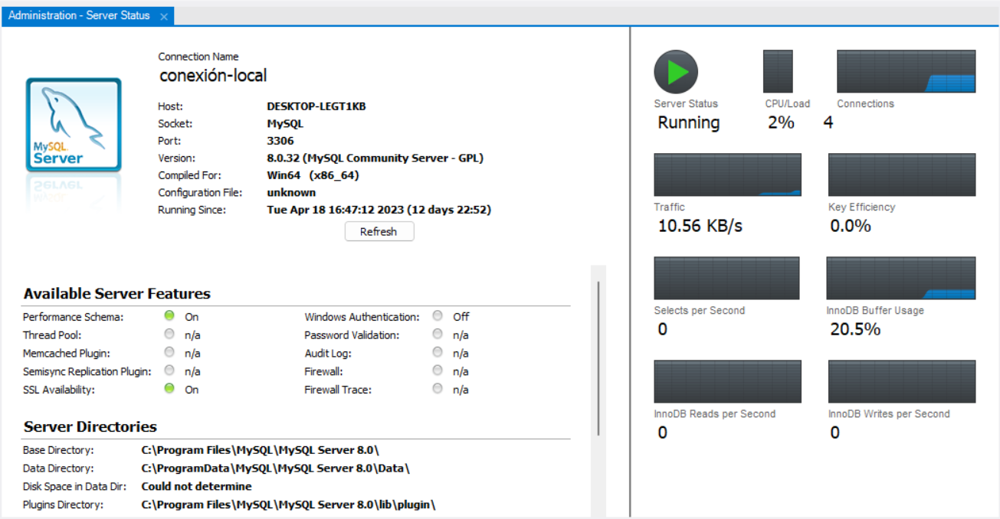 Administration - Server Status ×
MySQL
Server
Connection Name
conexión-local
Host: DESKTOP-LEGT1KB
Socket: MySQL
Port: 3306
Version: 8.0.32 (MySQL Community Server - GPL)
Compiled For: Win64 (x86_64)
Configuration File: unknown
Running Since: Tue Apr 18 16:47:12 2023 (12 days 22:52)
Refresh
Available Server Features
Performance Schema: On Windows Authentication: Off
Thread Pool: n/a Password Validation: n/a
Memcached Plugin: n/a Audit Log: n/a
Semisync Replication Plugin: n/a Firewall: n/a
SSL Availability: On Firewall Trace: n/a
Server Directories
Base Directory: C:\Program Files\MySQL\MySQL Server 8.0\
Data Directory: C:\ProgramData\MySQL\MySQL Server 8.0\Data\
Disk Space in Data Dir: Could not determine
Plugins Directory: C:\Program Files\MySQL\MySQL Server 8.0\lib\plugin\
Server Status CPU/Load Connections
Running 2% 4
Traffic Key Efficiency
10.56 KB/s 0.0%
Selects per Second InnoDB Buffer Usage
0 20.5%
InnoDB Reads per Second InnoDB Writes per Second
0 0